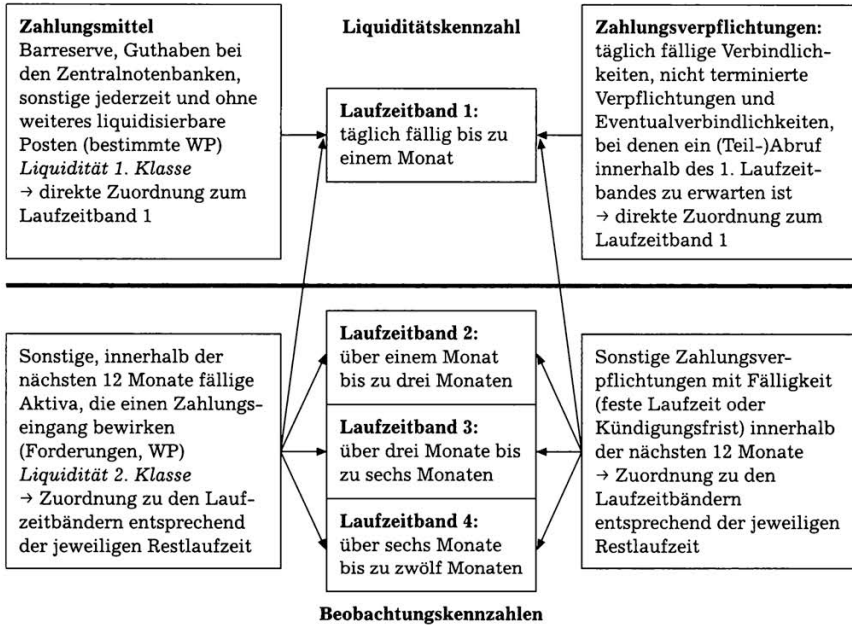 Zahlungsmittel
Barreserve, Guthaben bei
den Zentralnotenbanken,
sonstige jederzeit und ohne
weiteres liquidisierbare
Posten (bestimmte WP)
Liquidität 1. Klasse
→ direkte Zuordnung zum
Laufzeitband 1
Liquiditätskennzahl
Laufzeitband 1:
täglich fällig bis zu
einem Monat
Zahlungsverpflichtungen:
täglich fällige Verbindlich-
keiten, nicht terminierte
Verpflichtungen und
Eventualverbindlichkeiten,
bei denen ein (Teil-)Abruf
innerhalb des 1. Laufzeit-
bandes zu erwarten ist
→ direkte Zuordnung zum
Laufzeitband 1
Sonstige, innerhalb der
nächsten 12 Monate fällige
Aktiva, die einen Zahlungs-
eingang bewirken
(Forderungen, WP)
Liquidität 2. Klasse
→ Zuordnung zu den Lauf-
zeitbändern entsprechend
der jeweiligen Restlaufzeit
Laufzeitband 2:
über einem Monat
bis zu drei Monaten
Laufzeitband 3:
über drei Monate bis
zu sechs Monaten
Laufzeitband 4:
über sechs Monate
bis zu zwölf Monaten
Sonstige Zahlungsver-
pflichtungen mit Fälligkeit
(feste Laufzeit oder
Kündigungsfrist) innerhalb
der nächsten 12 Monate
→ Zuordnung zu den
Laufzeitbändern
entsprechend der jeweiligen
Restlaufzeit
Beobachtungskennzahlen